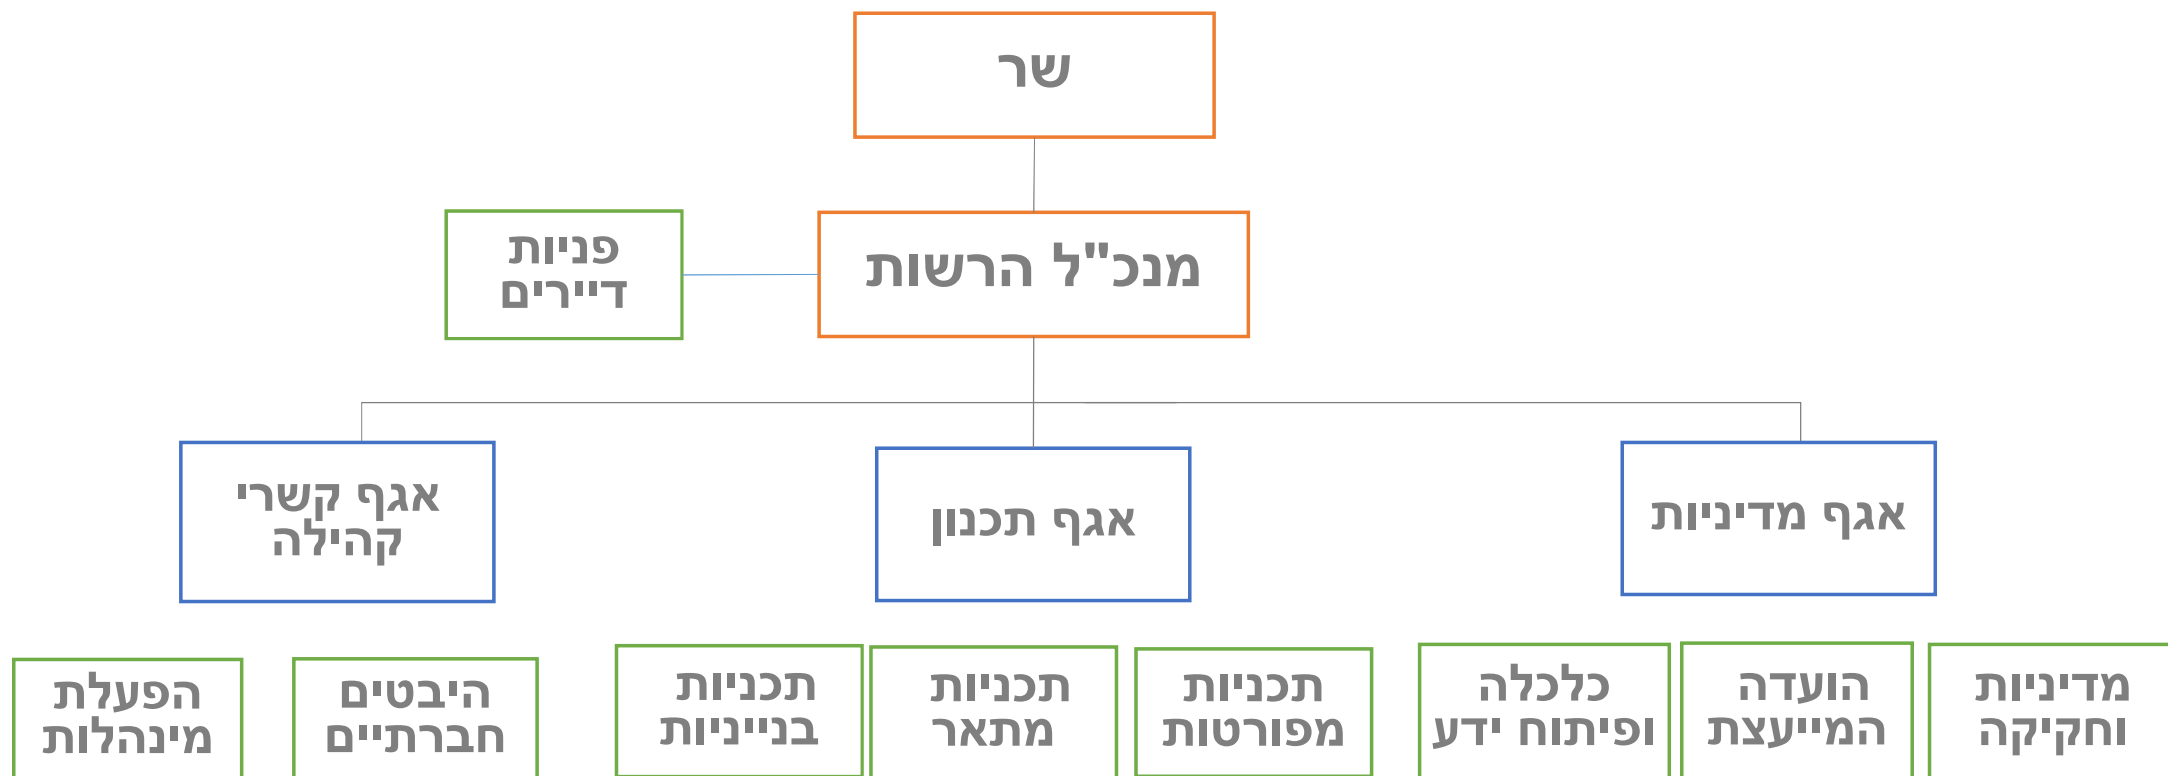 שר
מנכ"ל הרשות
פניות
דיירים
אגף מדיניות
אגף תכנון
אגף קשרי
קהילה
מדיניות
וחקיקה
הועדה
המייעצת
כלכלה
ופיתוח ידע
תכניות
מפורטות
תכניות
מתאר
תכניות
בנייניות
היבטים
חברתיים
הפעלת
מינהלות